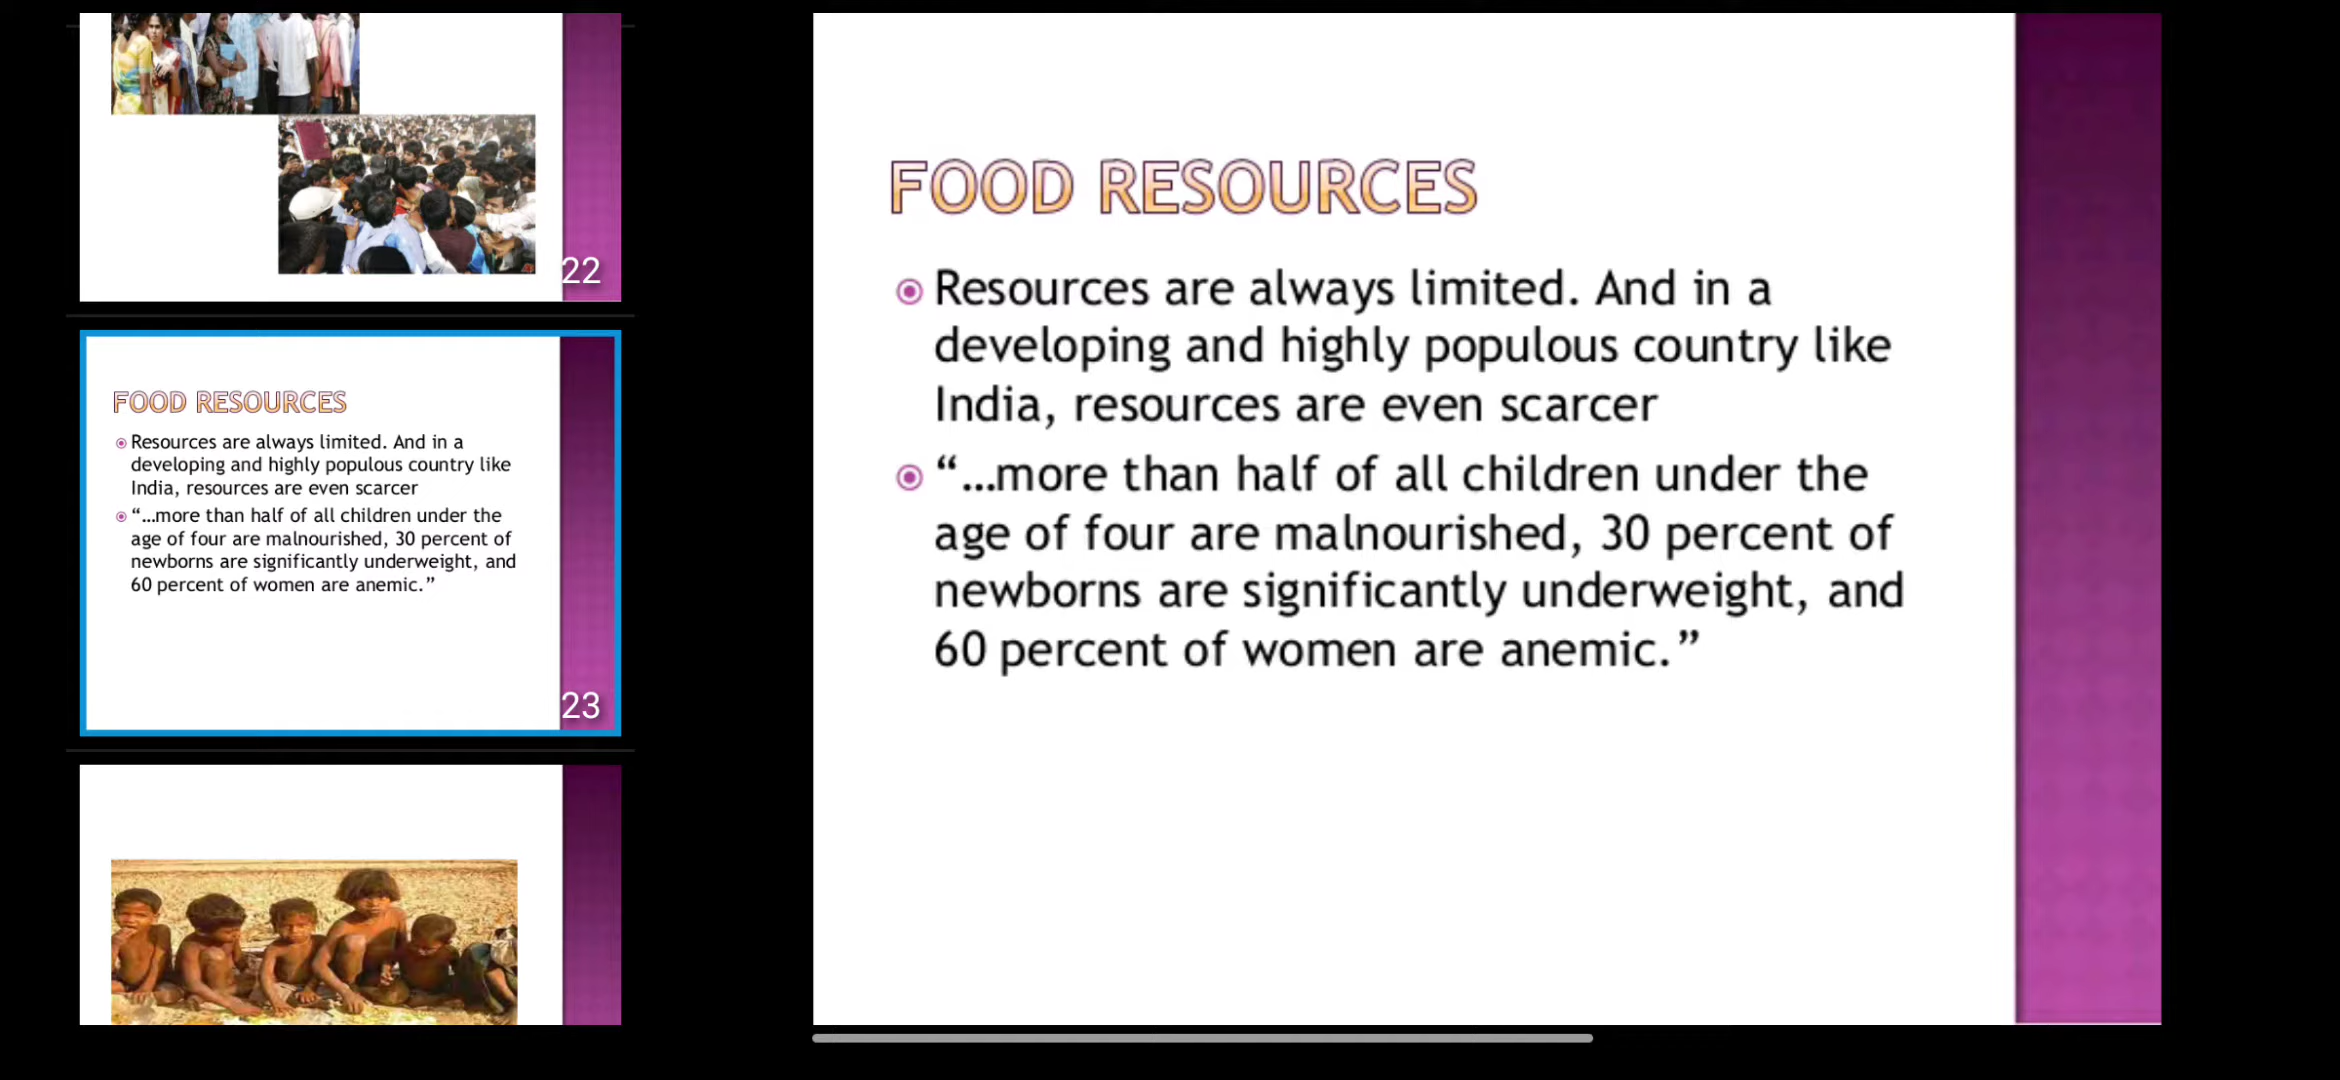 22
FOOD RESOURCES
Resources are always limited. And in a
developing and highly populous country like
India, resources are even scarcer
“…more than half of all children under the
age of four are malnourished, 30 percent of
newborns are significantly underweight, and
60 percent of women are anemic.”
23
FOOD RESOURCES
Resources are always limited. And in a
developing and highly populous country like
India, resources are even scarcer
“…more than half of all children under the
age of four are malnourished, 30 percent of
newborns are significantly underweight, and
60 percent of women are anemic.”